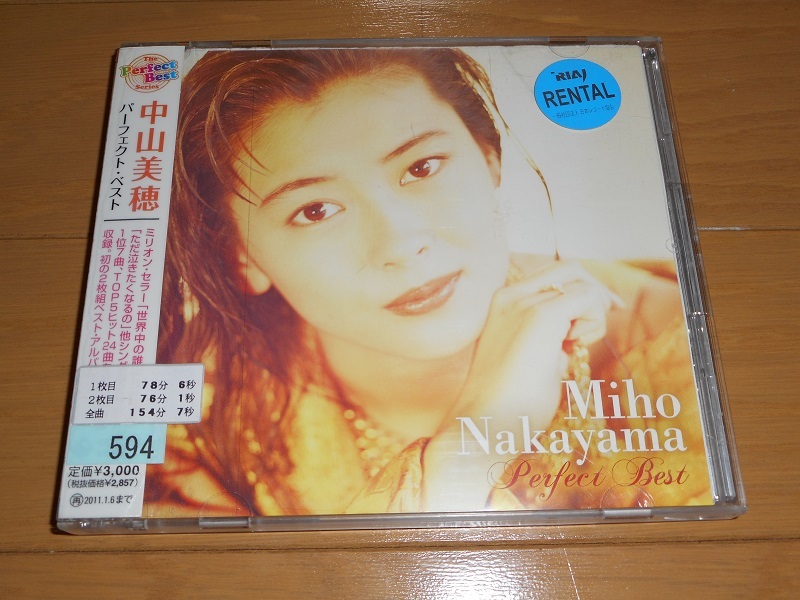 The
Perfect
Best
Series
中山美穂
パーフェクト・ベスト
ミリオン・セラー「世界中の誰
「ただ泣きたくなるの」他シング
1位7曲、TOP5ヒット24曲を
収録。初の2枚組ベスト・アルバ
1枚目 78分 6秒
2枚目 76分 1秒
全曲 154分 7秒
594
定価¥3,000
(税抜価格¥2,857)
再 2011.1.6まで
RIAJ
RENTAL
Miho
Nakayama
Perfect Best